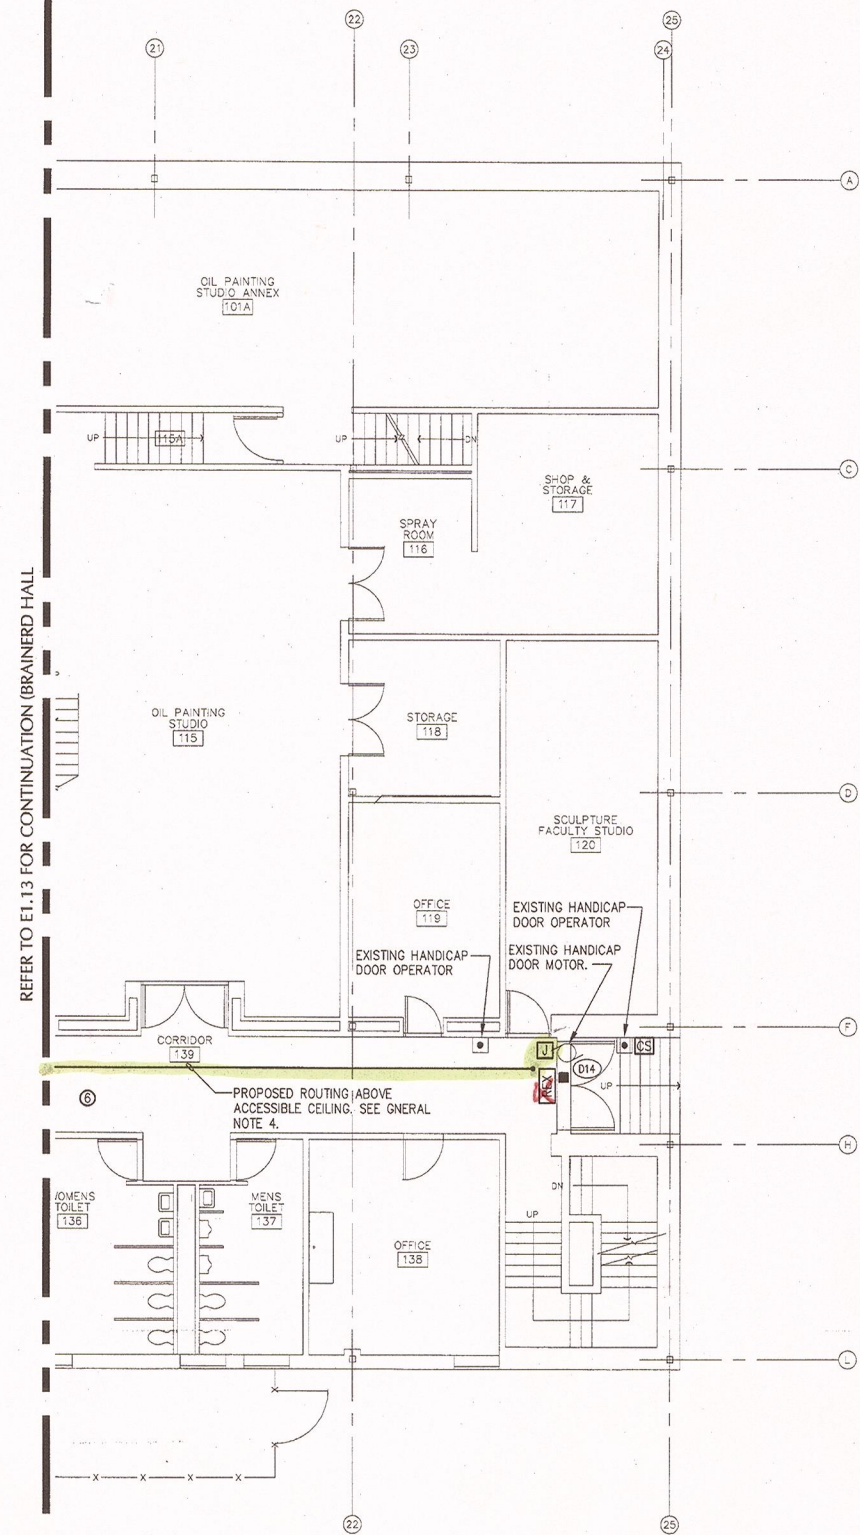 22
25
21
23
24
A
OIL PAINTING
STUDIO ANNEX
101A
UP
115A
UP
DN
C
SHOP &
STORAGE
117
SPRAY
ROOM
116
REFER TO E1.13 FOR CONTINUATION (BRAINERD HALL
OIL PAINTING
STUDIO
115
STORAGE
118
D
SCULPTURE
FACULTY STUDIO
120
OFFICE
119
EXISTING HANDICAP
DOOR OPERATOR
EXISTING HANDICAP
DOOR OPERATOR
EXISTING HANDICAP
DOOR MOTOR.
F
CORRIDOR
139
J
CS
D14
REX
UP
6
PROPOSED ROUTING ABOVE
ACCESSIBLE CEILING. SEE GNERAL
NOTE 4.
H
WOMENS
TOILET
136
MENS
TOILET
137
OFFICE
138
DN
UP
L
X X X X
22
25